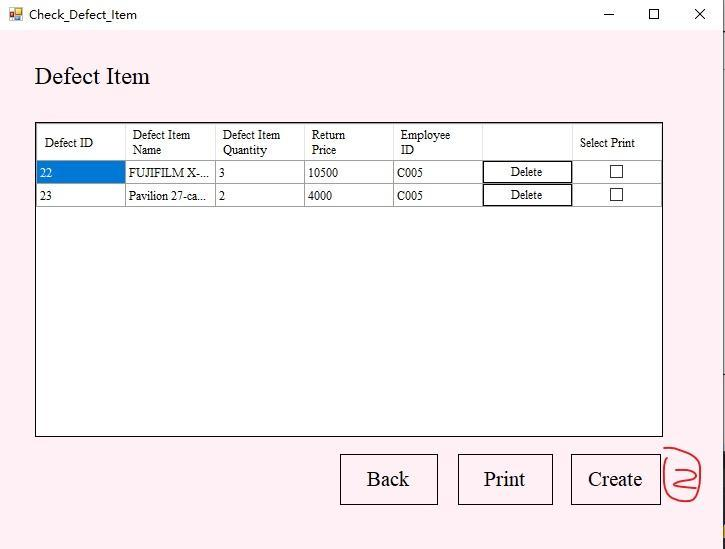 Check_Defect_Item
Defect Item
Defect ID
Defect Item
Name
Defect Item
Quantity
Return
Price
Employee
ID
Select Print
22 FUJIFILM X-... 3 10500 C005 Delete
23 Pavilion 27-ca... 2 4000 C005 Delete
Back Print Create 2